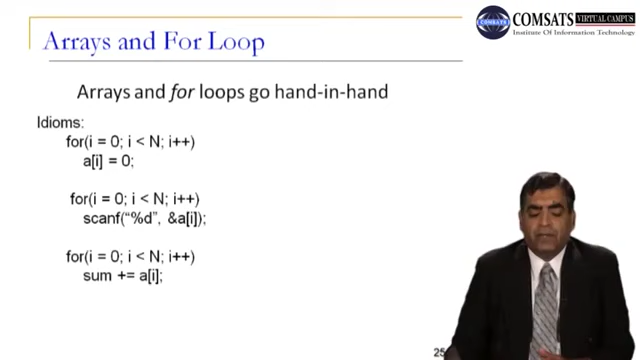 COMSATS VIRTUAL CAMPUS
COMSATS
Institute Of Information Technology
Arrays and For Loop
Arrays and for loops go hand-in-hand
Idioms:
for(i = 0; i < N; i++)
a[i] = 0;
for(i = 0; i < N; i++)
scanf("%d", &a[i]);
for(i = 0; i < N; i++)
sum += a[i];
25